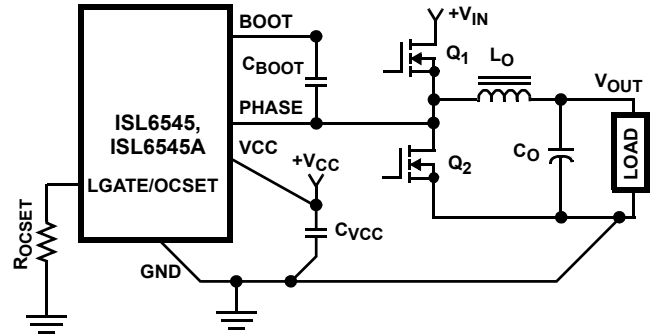 +VIN
BOOT
Q1
LO
CBOOT
VOUT
PHASE
ISL6545,
ISL6545A
VCC
+VCC
Q2
CO
LOAD
LGATE/OCSET
ROCSET
CVCC
GND